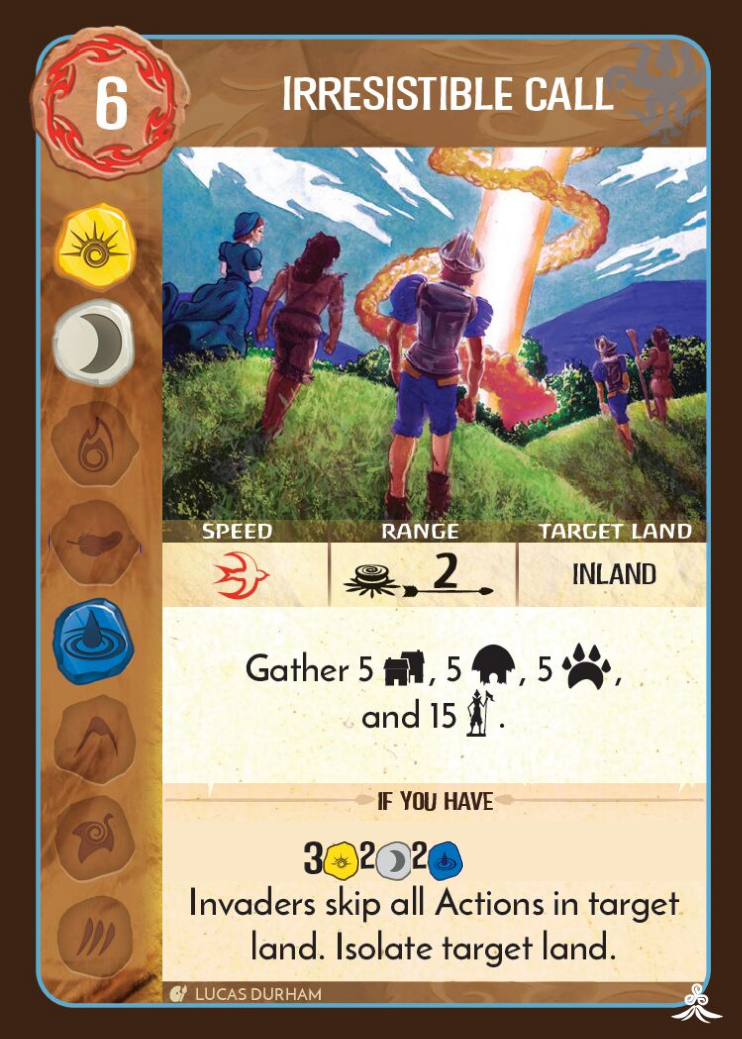 6
IRRESISTIBLE CALL
SPEED RANGE TARGET LAND
2 INLAND
Gather 5 , 5 , 5 ,
and 15 .
IF YOU HAVE
3 2 2
Invaders skip all Actions in target
land. Isolate target land.
LUCAS DURHAM